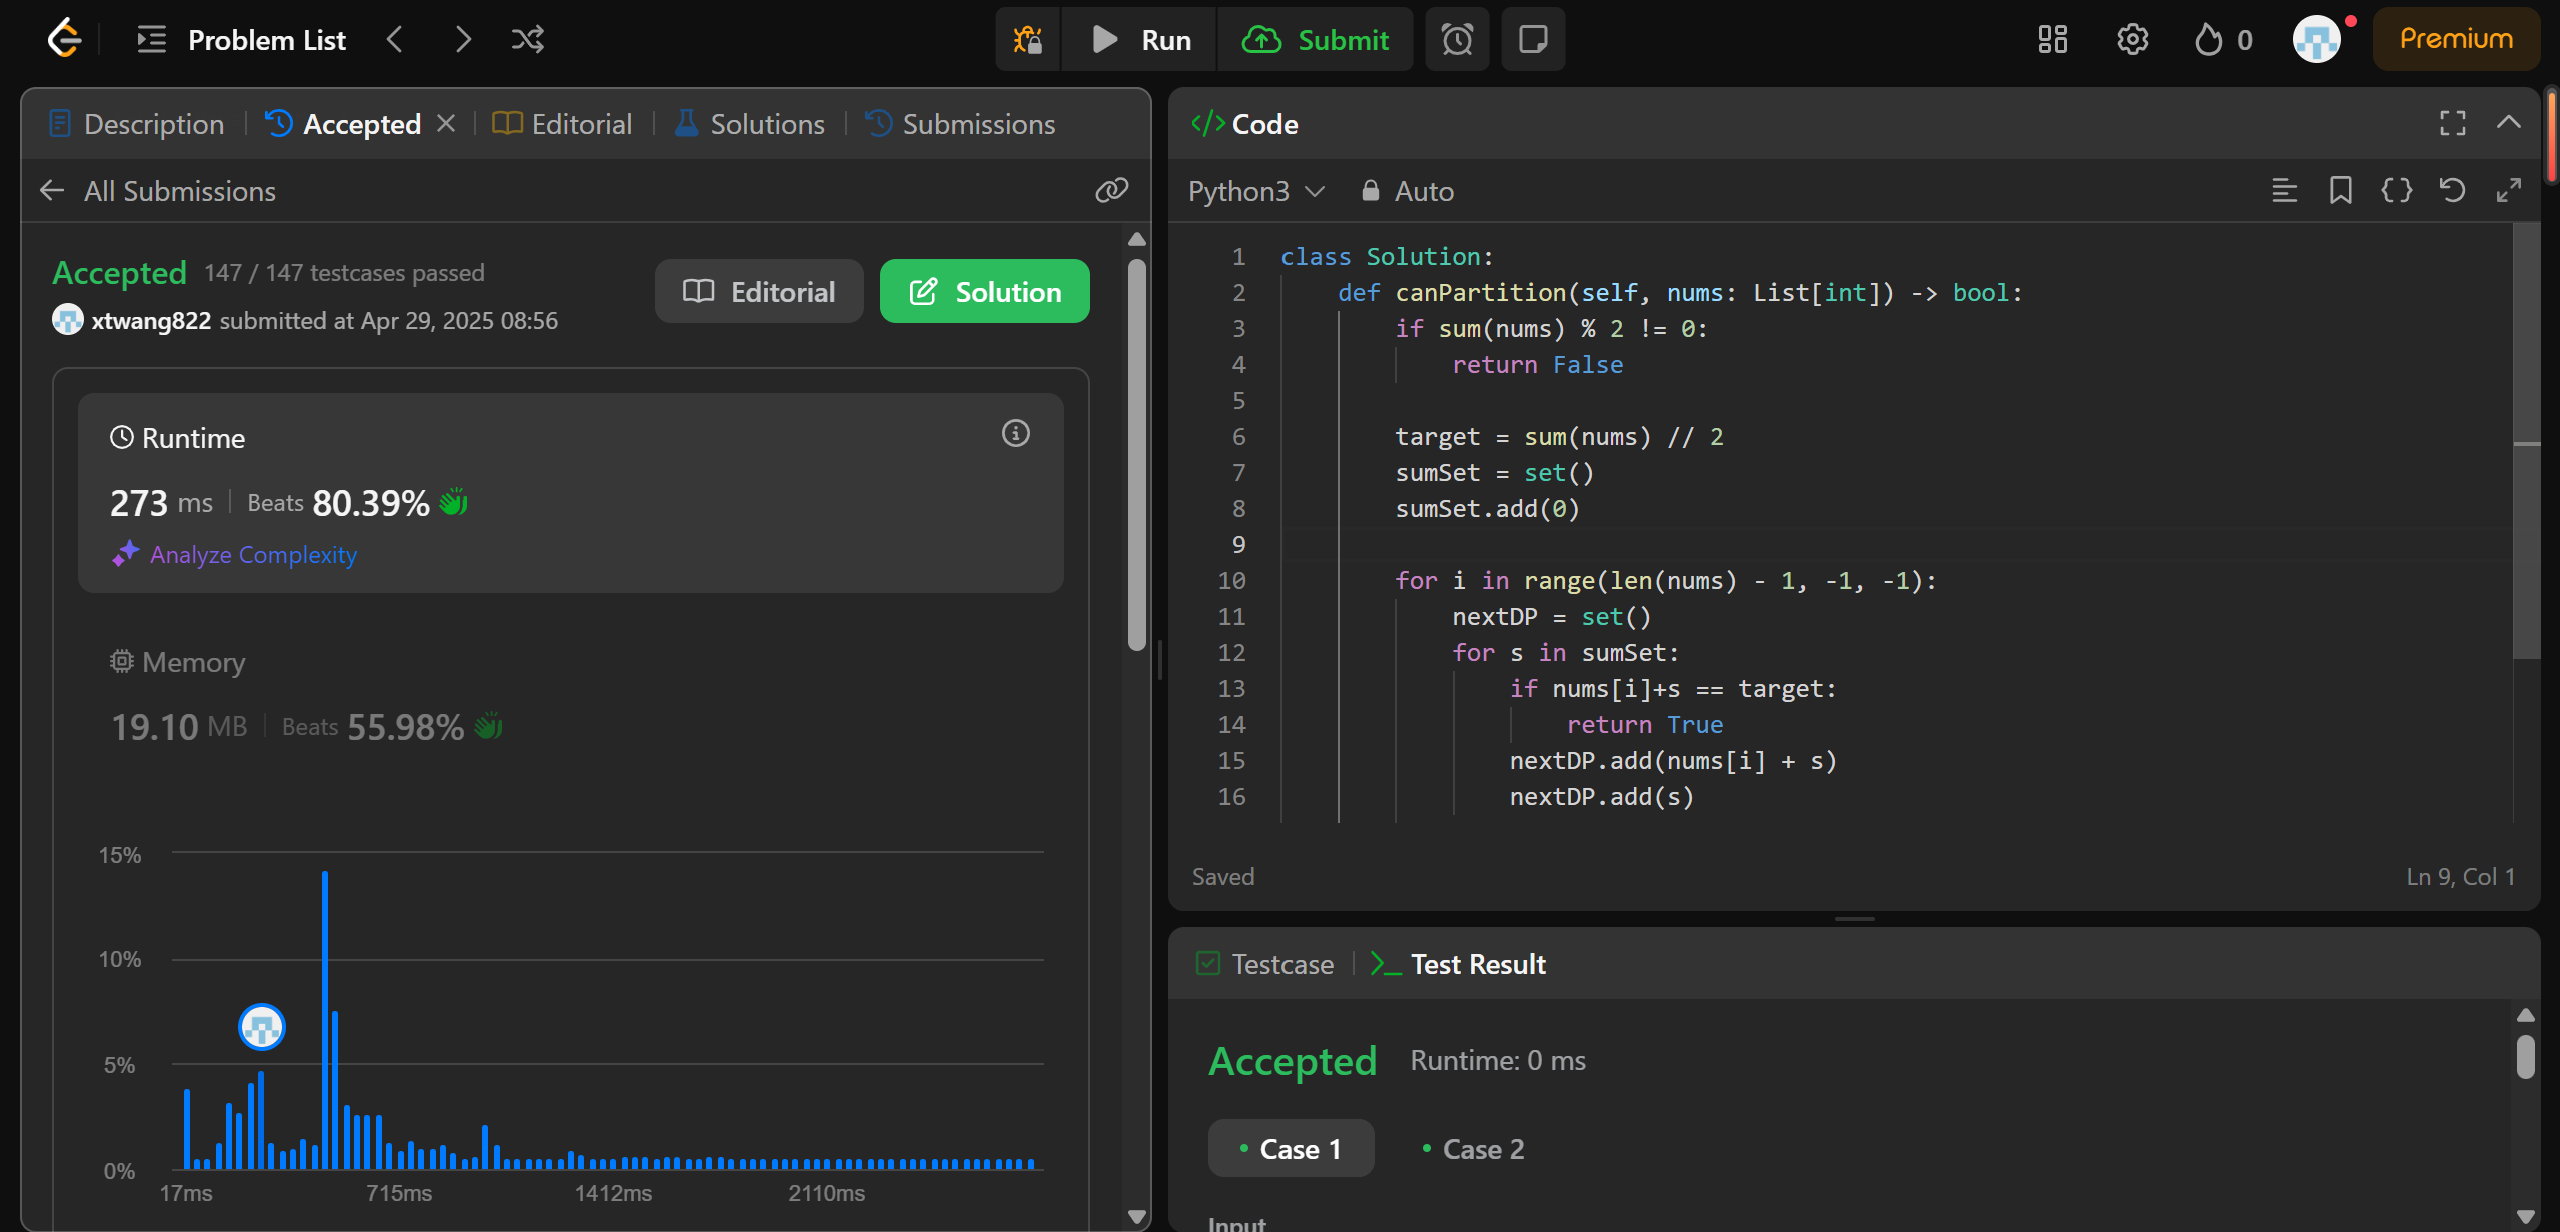 Problem List
Run
Submit
0
Premium
Description
Accepted
Editorial
Solutions
Submissions
All Submissions
Accepted 147 / 147 testcases passed
xtwang822 submitted at Apr 29, 2025 08:56
Editorial
Solution
Runtime
273 ms Beats 80.39%
Analyze Complexity
Memory
19.10 MB Beats 55.98%
15%
10%
5%
0%
17ms 715ms 1412ms 2110ms
</> Code
Python3 Auto
1 class Solution:
2 def canPartition(self, nums: List[int]) -> bool:
3 if sum(nums) % 2 != 0:
4 return False
5
6 target = sum(nums) // 2
7 sumSet = set()
8 sumSet.add(0)
9
10 for i in range(len(nums) - 1, -1, -1):
11 nextDP = set()
12 for s in sumSet:
13 if nums[i]+s == target:
14 return True
15 nextDP.add(nums[i] + s)
16 nextDP.add(s)
Saved
Ln 9, Col 1
Testcase
Test Result
Accepted Runtime: 0 ms
Case 1
Case 2
Input